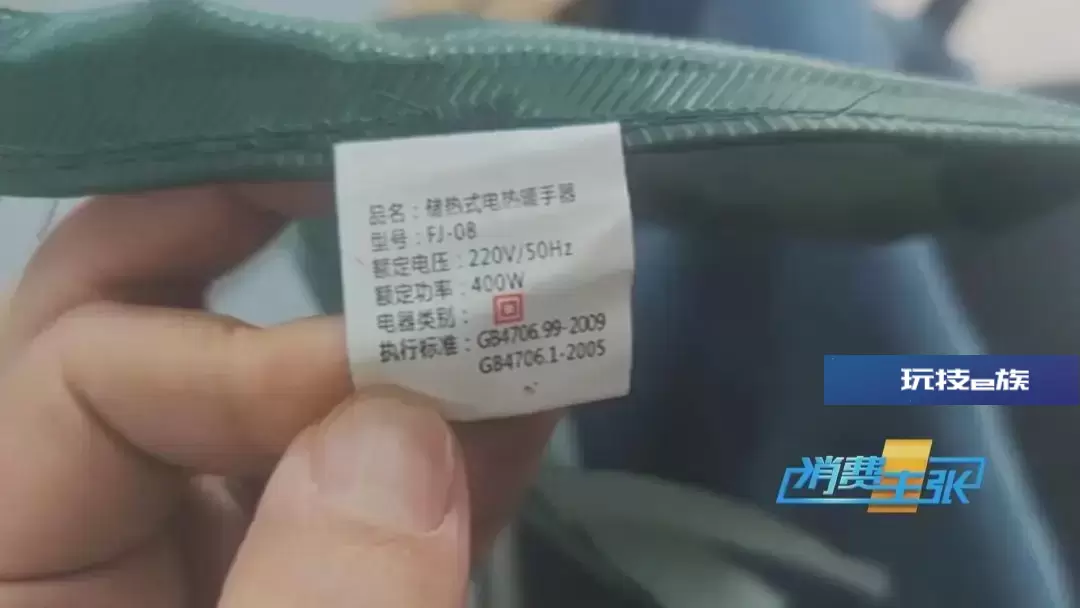 品名：储热式电热暖手器
型号：FJ-08
额定电压：220V/50Hz
额定功率：400W
电器类别：
执行标准：GB4706.99-2009
GB4706.1-2005
玩技e族
消费主张